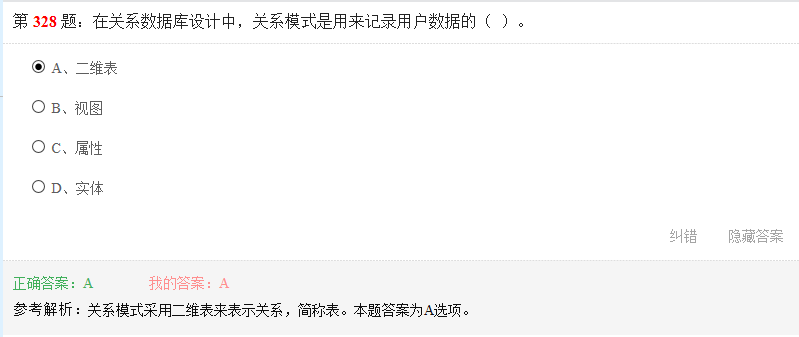 第 328 题：在关系数据库设计中，关系模式是用来记录用户数据的（ ）。
A、二维表
B、视图
C、属性
D、实体
纠错 隐藏答案
正确答案：A 我的答案：A
参考解析：关系模式采用二维表来表示关系，简称表。本题答案为A选项。